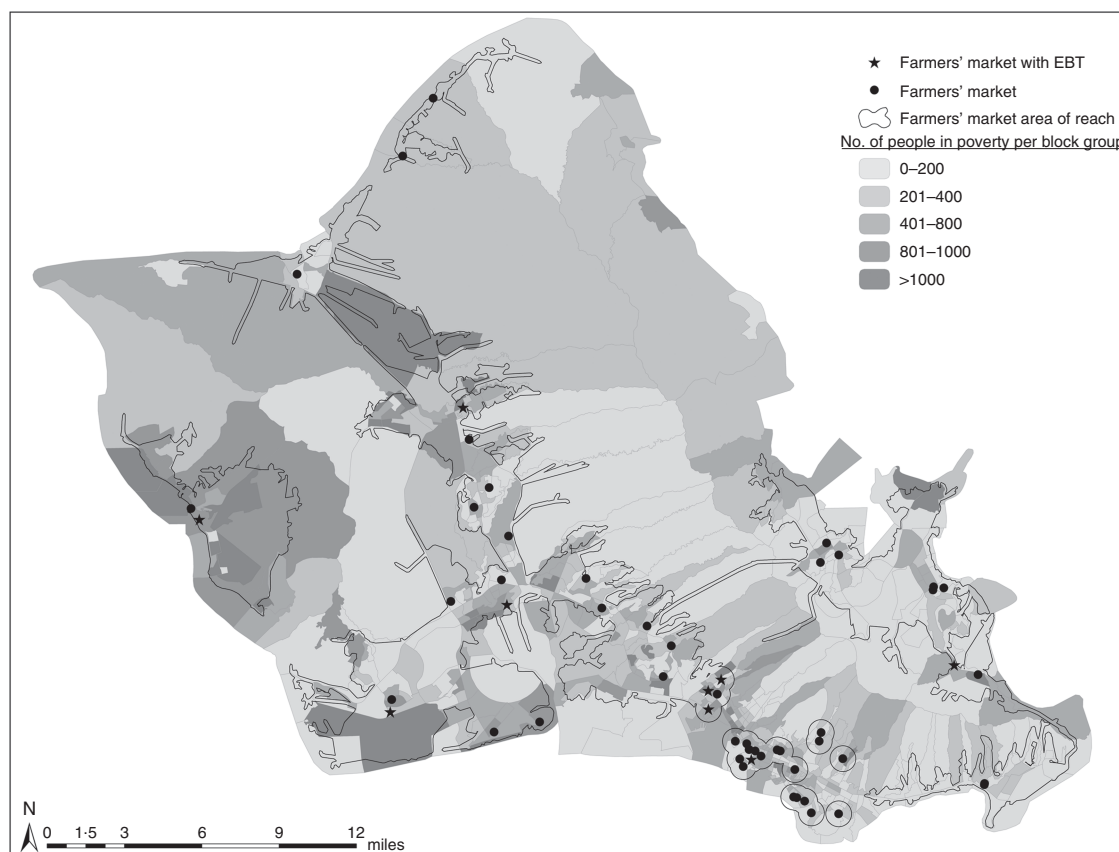 Farmers' market with EBT
Farmers' market
Farmers' market area of reach
No. of people in poverty per block group
0–200
201–400
401–800
801–1000
>1000
N
0 1·5 3 6 9 12
miles